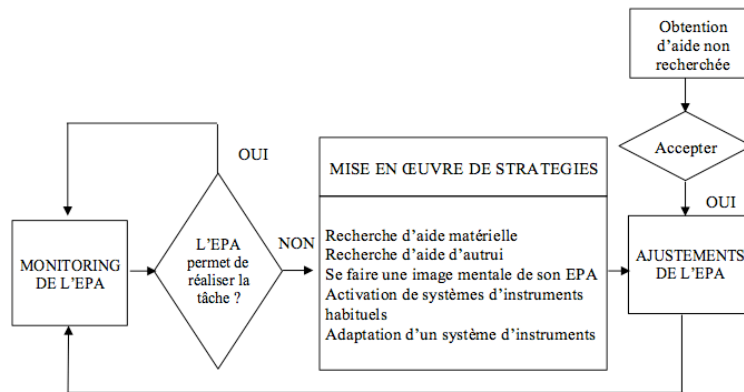 Obtention
d'aide non
recherchée
Accepter
OUI
OUI
MISE EN ŒUVRE DE STRATEGIES
MONITORING
DE L'EPA
L'EPA
permet de
réaliser la
tâche ?
NON
Recherche d'aide matérielle
Recherche d'aide d'autrui
Se faire une image mentale de son EPA
Activation de systèmes d'instruments
habituels
Adaptation d'un système d'instruments
AJUSTEMENTS
DE L'EPA